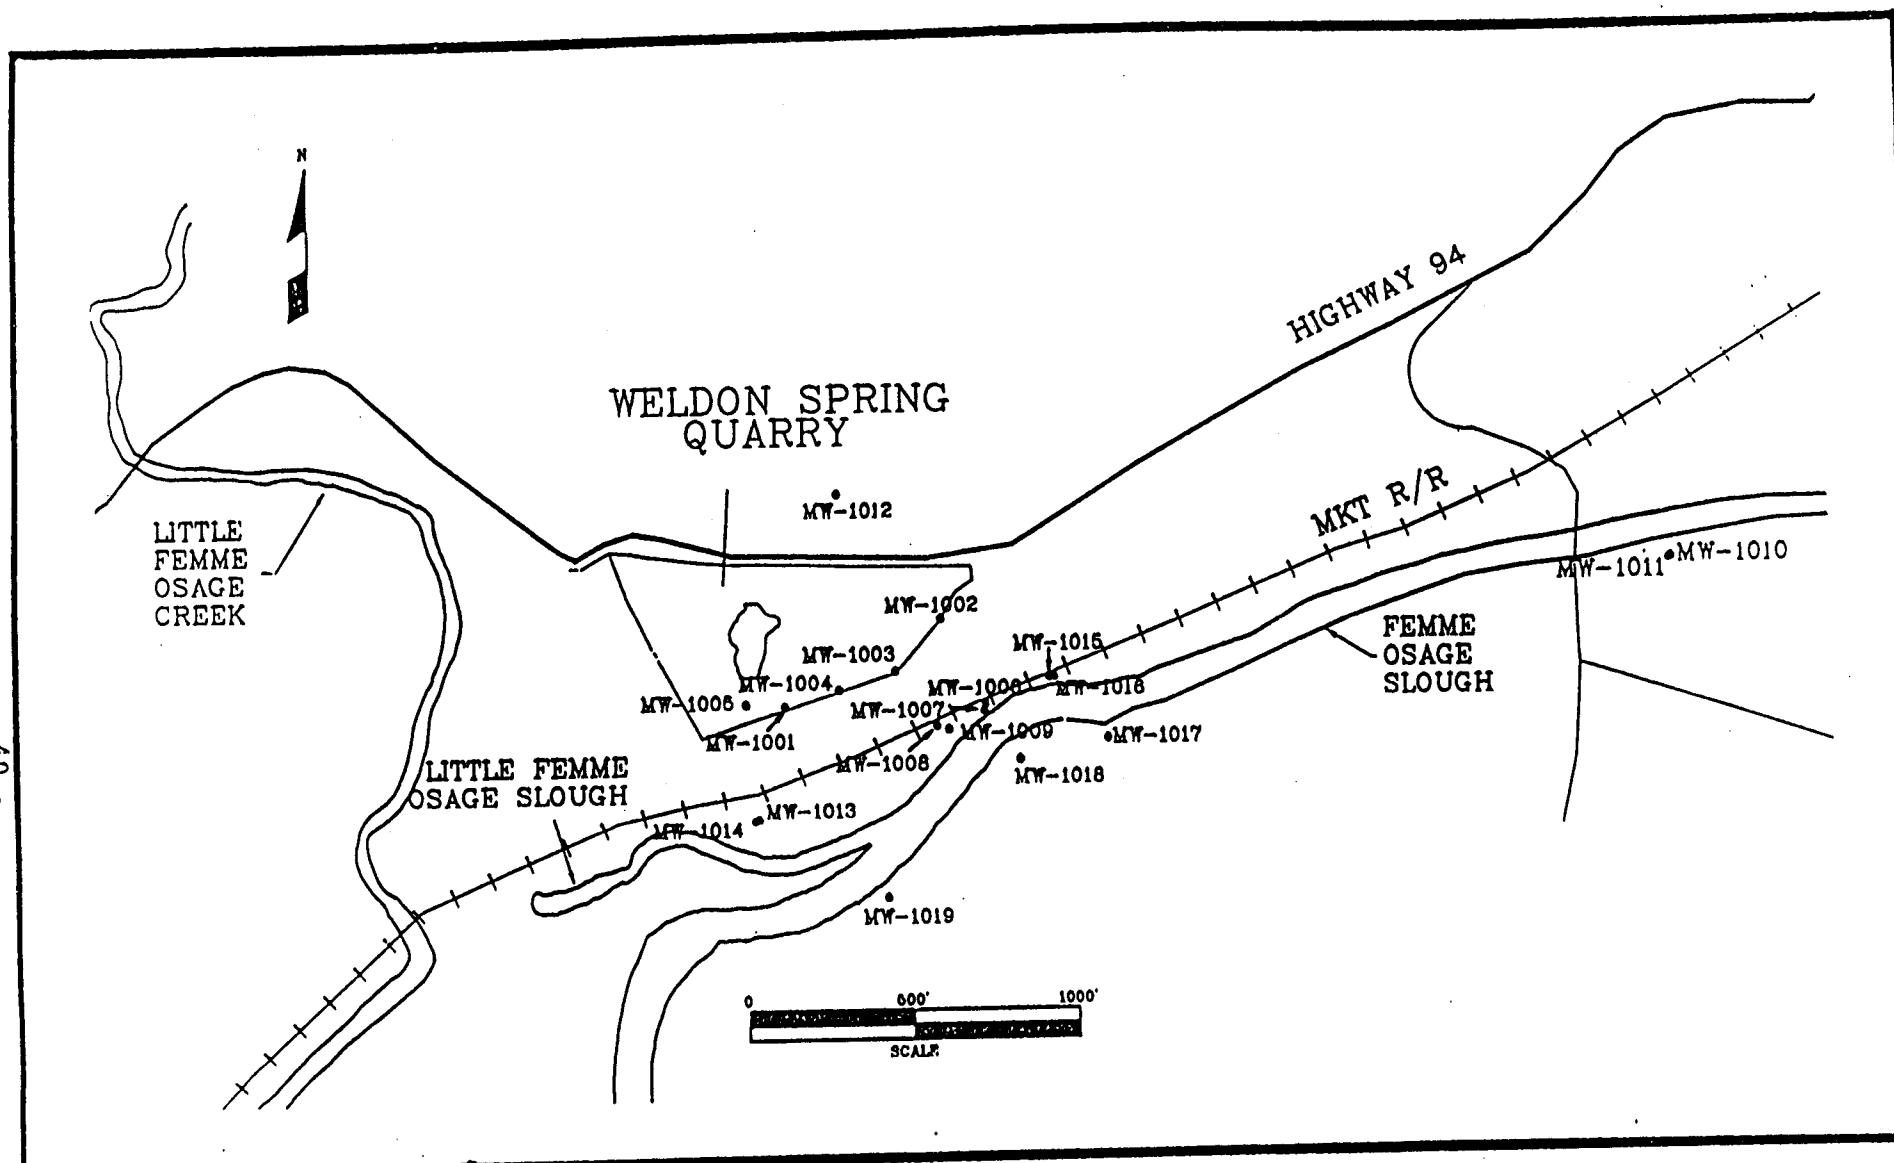 N
HIGHWAY 94
WELDON SPRING
QUARRY
MW-1012
MKT R/R
LITTLE
FEMME
OSAGE
CREEK
MW-1011
MW-1010
MW-1002
FEMME
OSAGE
SLOUGH
MW-1015
MW-1003
MW-1004
MW-1005
MW-1006
MW-1016
MW-1007
MW-1009
MW-1017
MW-1001
MW-1008
MW-1018
LITTLE FEMME
OSAGE SLOUGH
MW-1013
MW-1014
MW-1019
0
1000'
SCALE